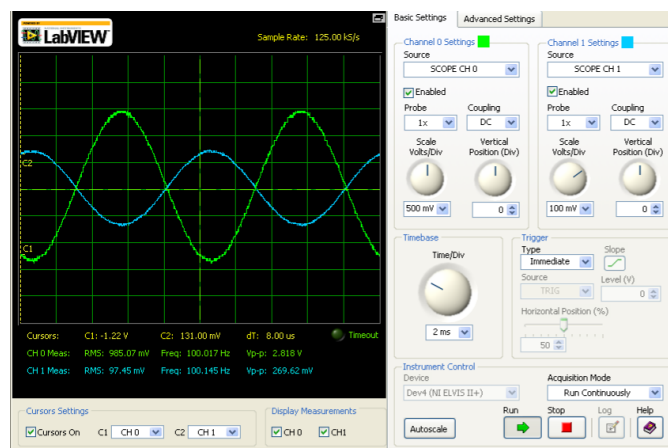 LabVIEW
Sample Rate: 125.00 kS/s
C2
C1
Cursors: C1: -1.22 V C2: 131.00 mV dT: 8.00 us Timeout
CH 0 Meas: RMS: 985.07 mV Freq: 100.017 Hz Vp-p: 2.818 V
CH 1 Meas: RMS: 97.45 mV Freq: 100.145 Hz Vp-p: 269.62 mV
Cursors Settings
Cursors On C1 CH 0 C2 CH 1
Display Measurements
CH 0 CH1
Basic Settings Advanced Settings
Channel 0 Settings
Source
SCOPE CH 0
Enabled
Probe Coupling
1x DC
Scale Vertical
Volts/Div Position (Div)
500 mV 0
Channel 1 Settings
Source
SCOPE CH 1
Enabled
Probe Coupling
1x DC
Scale Vertical
Volts/Div Position (Div)
100 mV 0
Timebase
Time/Div
2 ms
Trigger
Type Slope
Immediate
Source Level (V)
TRIG 0
Horizontal Position (%)
50
Instrument Control
Device Acquisition Mode
Dev4 (NI ELVIS II+) Run Continuously
Run Stop Log Help
Autoscale